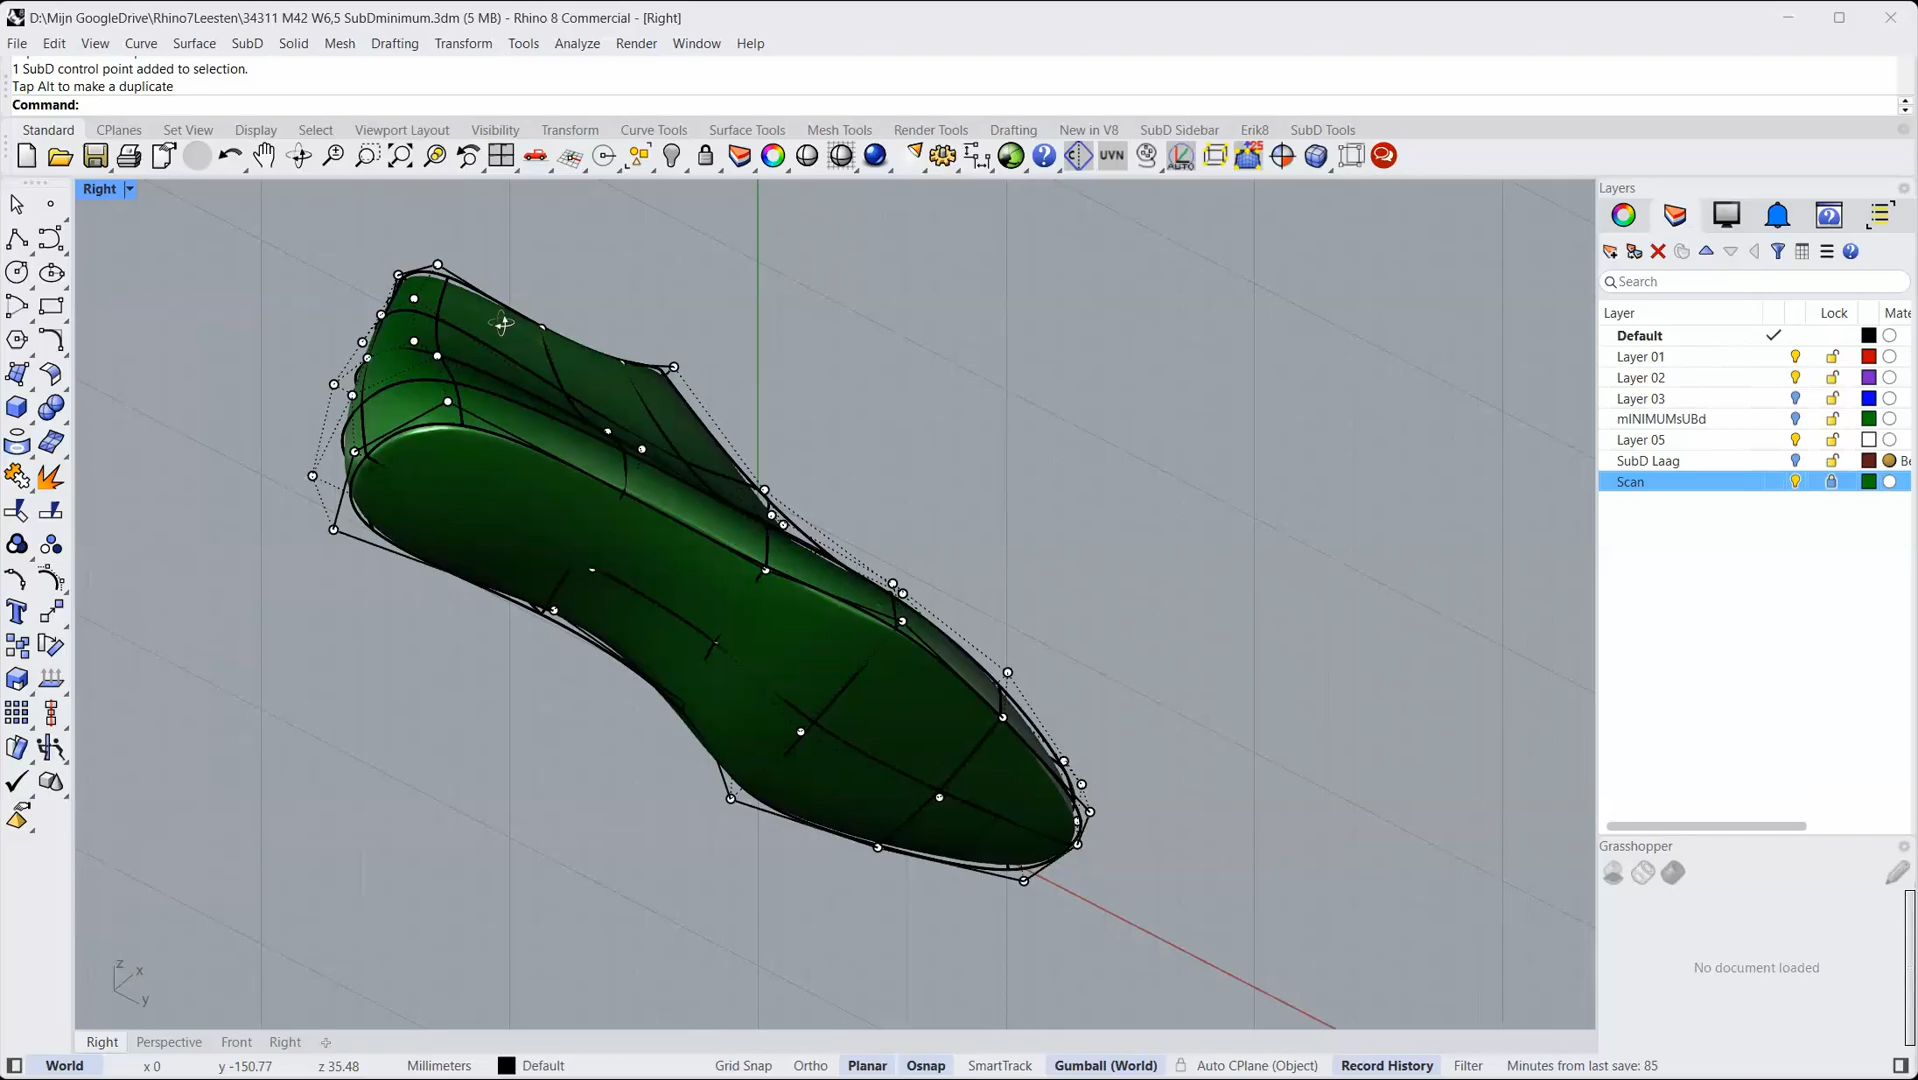 D:\Mijn GoogleDrive\Rhino7Leesten\34311 M42 W6,5 SubDminimum.3dm (5 MB) - Rhino 8 Commercial - [Right]
File Edit View Curve Surface SubD Solid Mesh Drafting Transform Tools Analyze Render Window Help
1 SubD control point added to selection.
Tap Alt to make a duplicate
Command:
Standard CPlanes Set View Display Select Viewport Layout Visibility Transform Curve Tools Surface Tools Mesh Tools Render Tools Drafting New in V8 SubD Sidebar Erik8 SubD Tools
UVN
AUTO
125
Right
Layers
Search
Layer Lock Mate
Default
Layer 01
Layer 02
Layer 03
mINIMUMsUBd
Layer 05
SubD Laag Be
Scan
Grasshopper
No document loaded
z x
y
Right Perspective Front Right
World x 0 y -150.77 z 35.48 Millimeters Default Grid Snap Ortho Planar Osnap SmartTrack Gumball (World) Auto CPlane (Object) Record History Filter Minutes from last save: 85